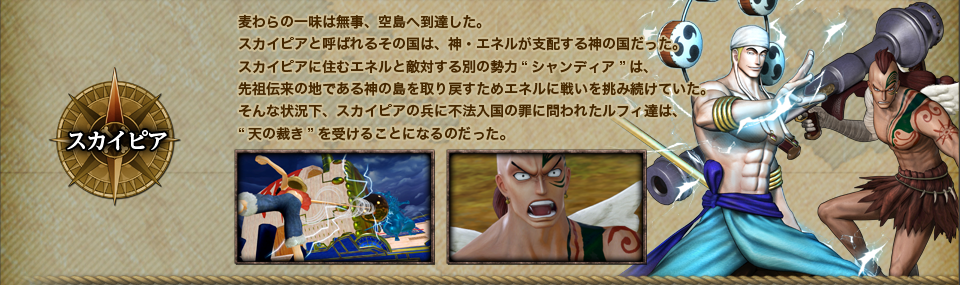 麦わらの一味は無事、空島へ到達した。
スカイピアと呼ばれるその国は、神・エネルが支配する神の国だった。
スカイピアに住むエネルと敵対する別の勢力“シャンディア”は、
先祖伝来の地である神の島を取り戻すためエネルに戦いを挑み続けていた。
そんな状況下、スカイピアの兵に不法入国の罪に問われたルフィ達は、
“天の裁き”を受けることになるのだった。
スカイピア